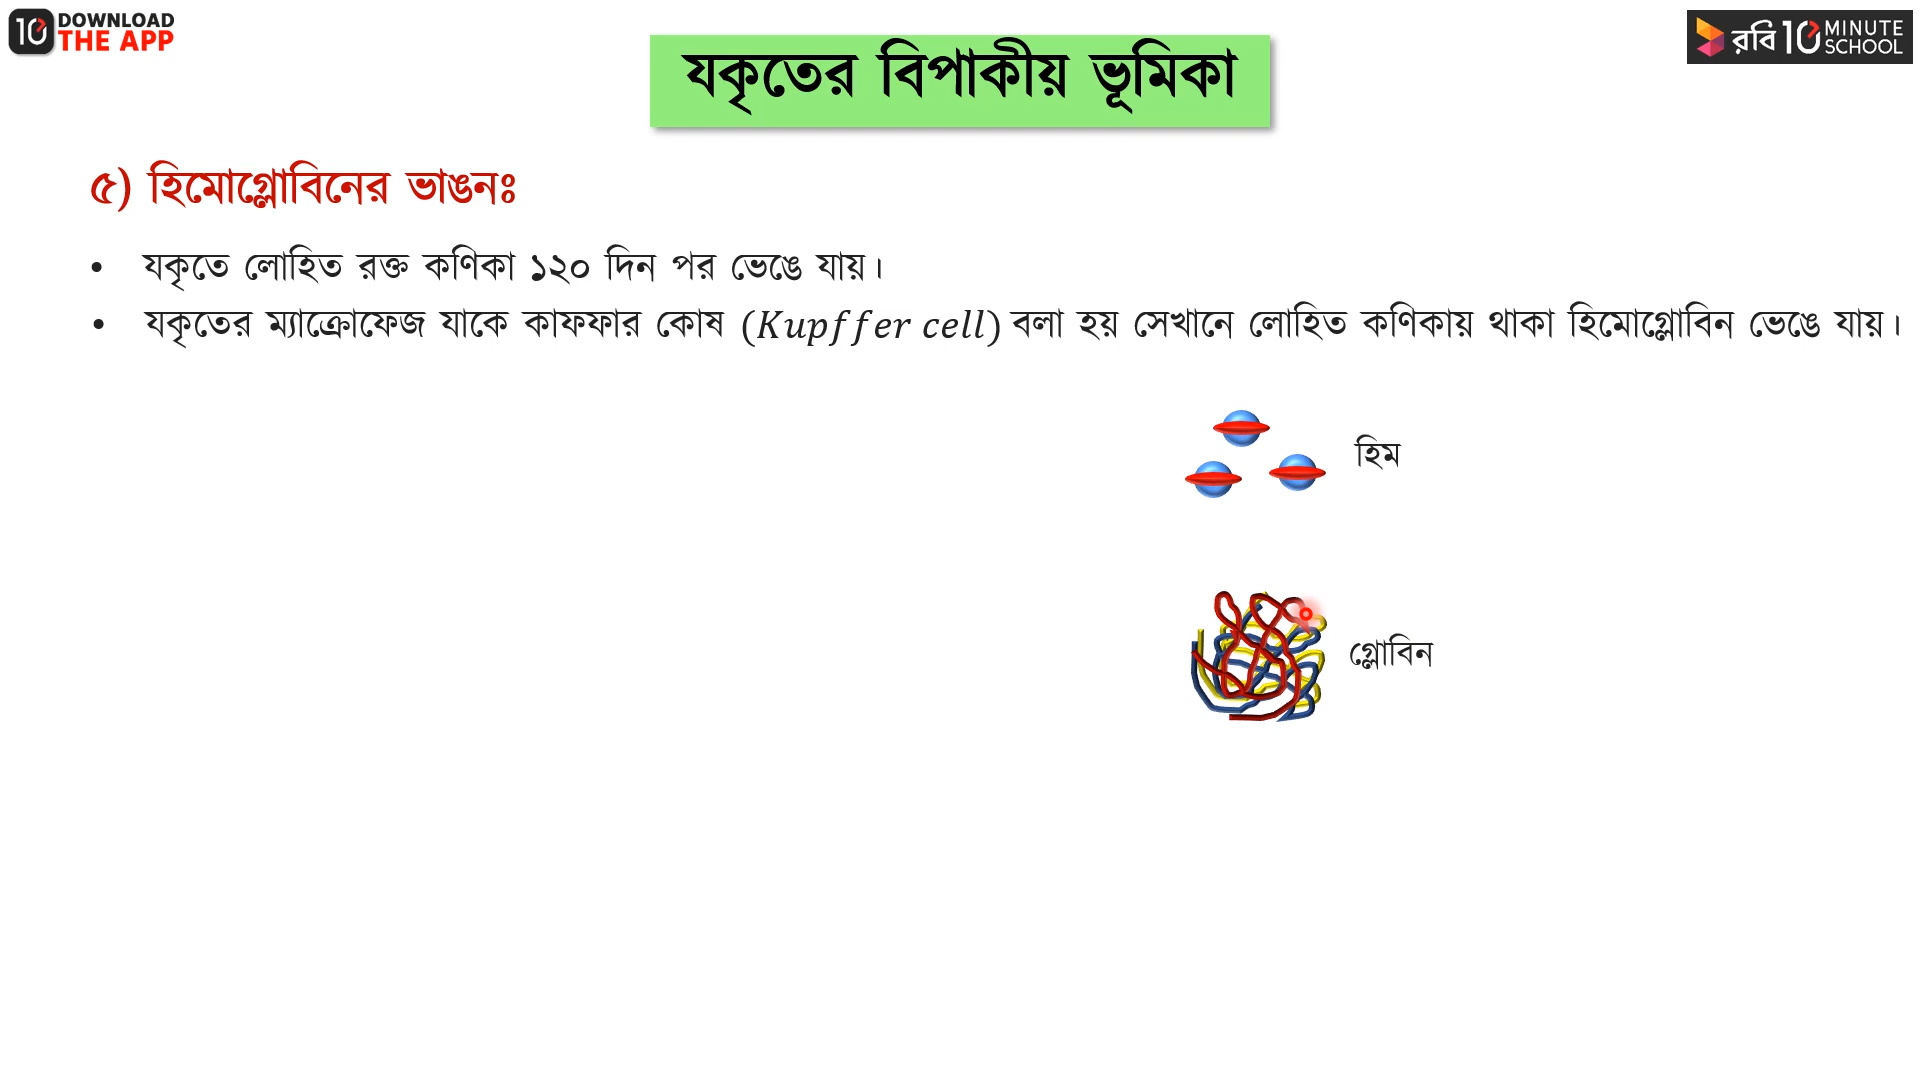 10 DOWNLOAD THE APP
রবি 10 MINUTE SCHOOL
যকৃতের বিপাকীয় ভূমিকা
৫) হিমোগ্লোবিনের ভাঙনঃ
• যকৃতে লোহিত রক্ত কণিকা ১২০ দিন পর ভেঙে যায়।
• যকৃতের ম্যাক্রোফেজ যাকে কাফফার কোষ (Kupffer cell) বলা হয় সেখানে লোহিত কণিকায় থাকা হিমোগ্লোবিন ভেঙে যায়।
হিম
গ্লোবিন